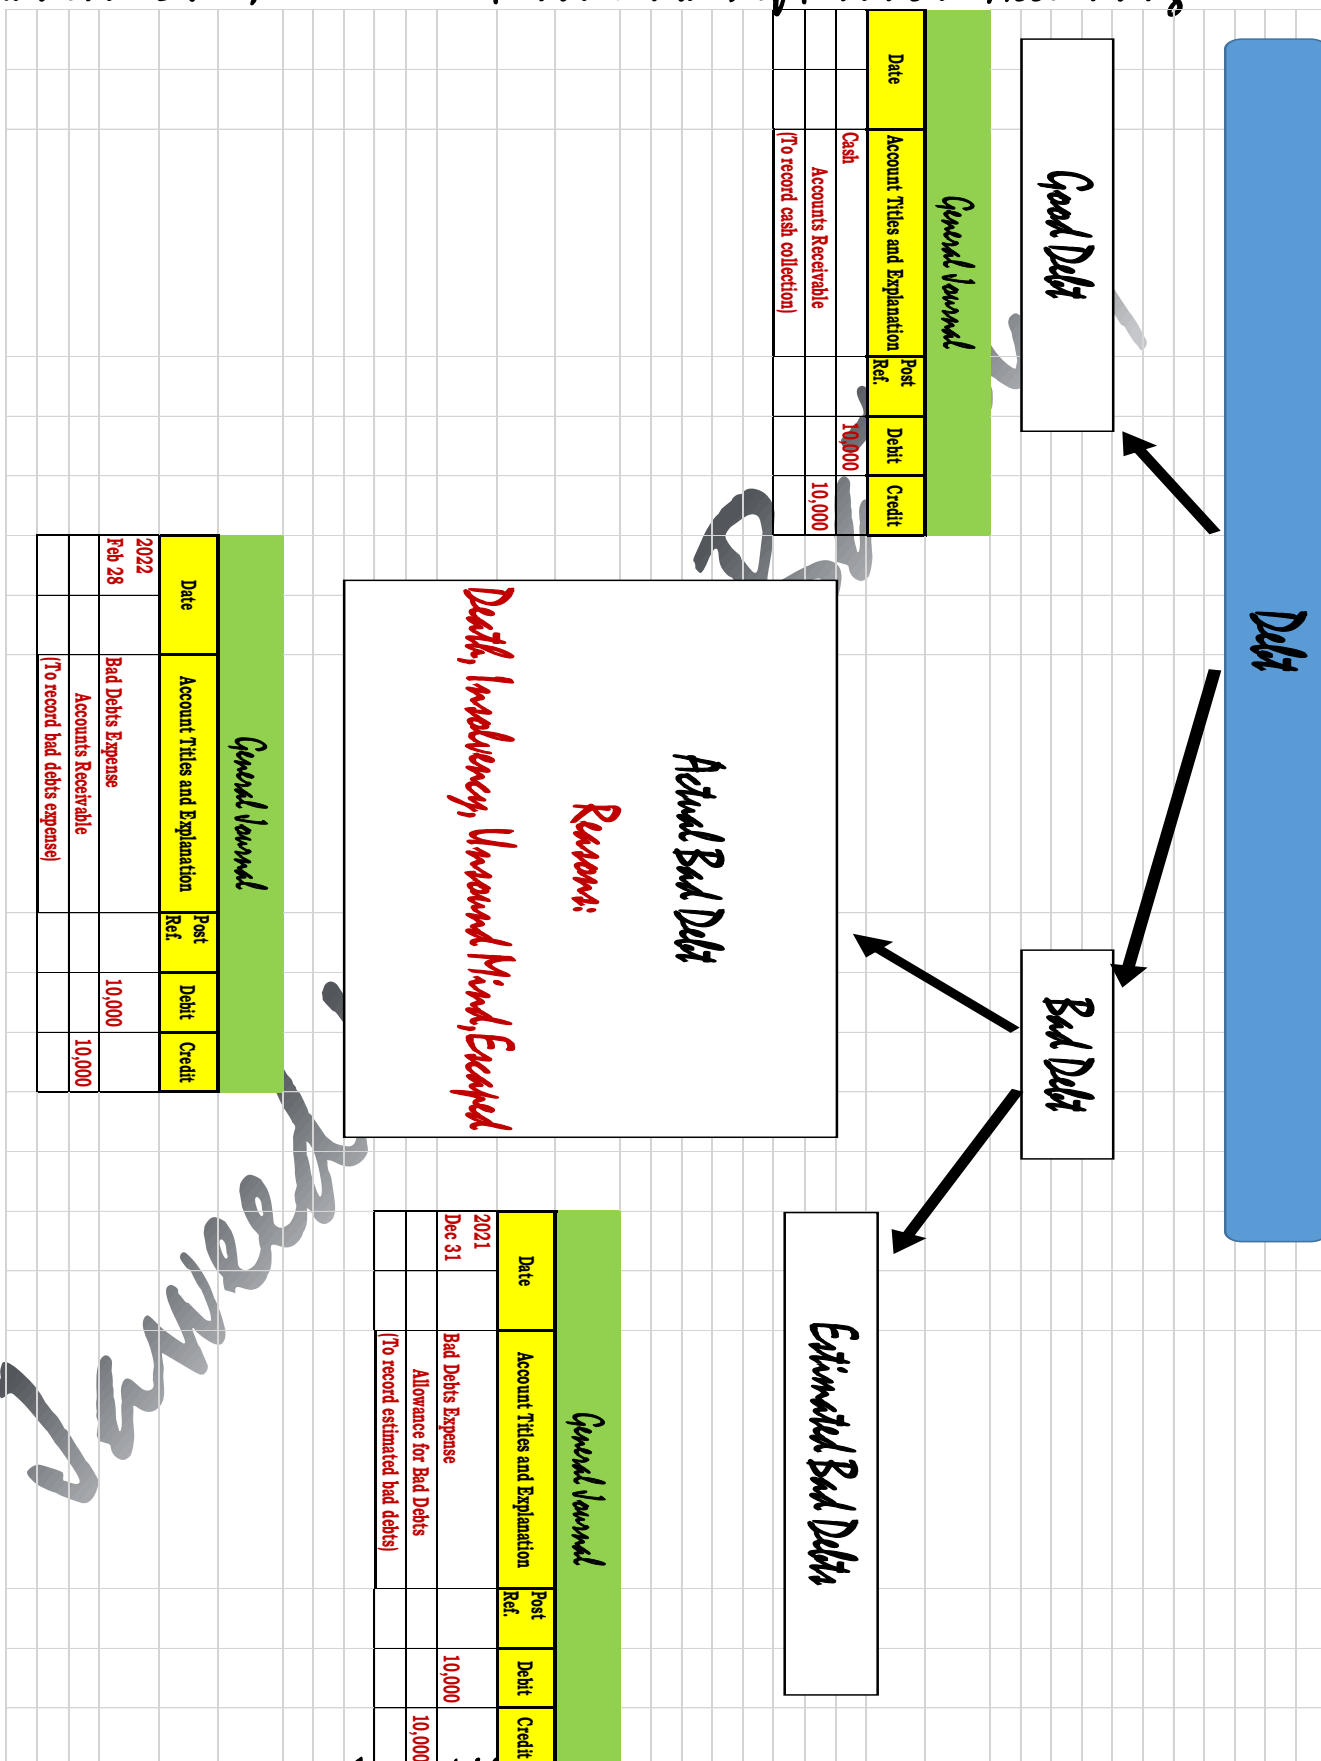 Debt
Good Debt
Bad Debt
General Journal
Date Account Titles and Explanation Post Ref. Debit Credit
Cash 10,000
Accounts Receivable 10,000
(To record cash collection)
Actual Bad Debt
Reasons:
Death, Insolvency, Unsound Mind,Escaped
Estimated Bad Debts
General Journal
Date Account Titles and Explanation Post Ref. Debit Credit
2021
Dec 31 Bad Debts Expense 10,000
Allowance for Bad Debts 10,000
(To record estimated bad debts)
General Journal
Date Account Titles and Explanation Post Ref. Debit Credit
2022
Feb 28 Bad Debts Expense 10,000
Accounts Receivable 10,000
(To record bad debts expense)